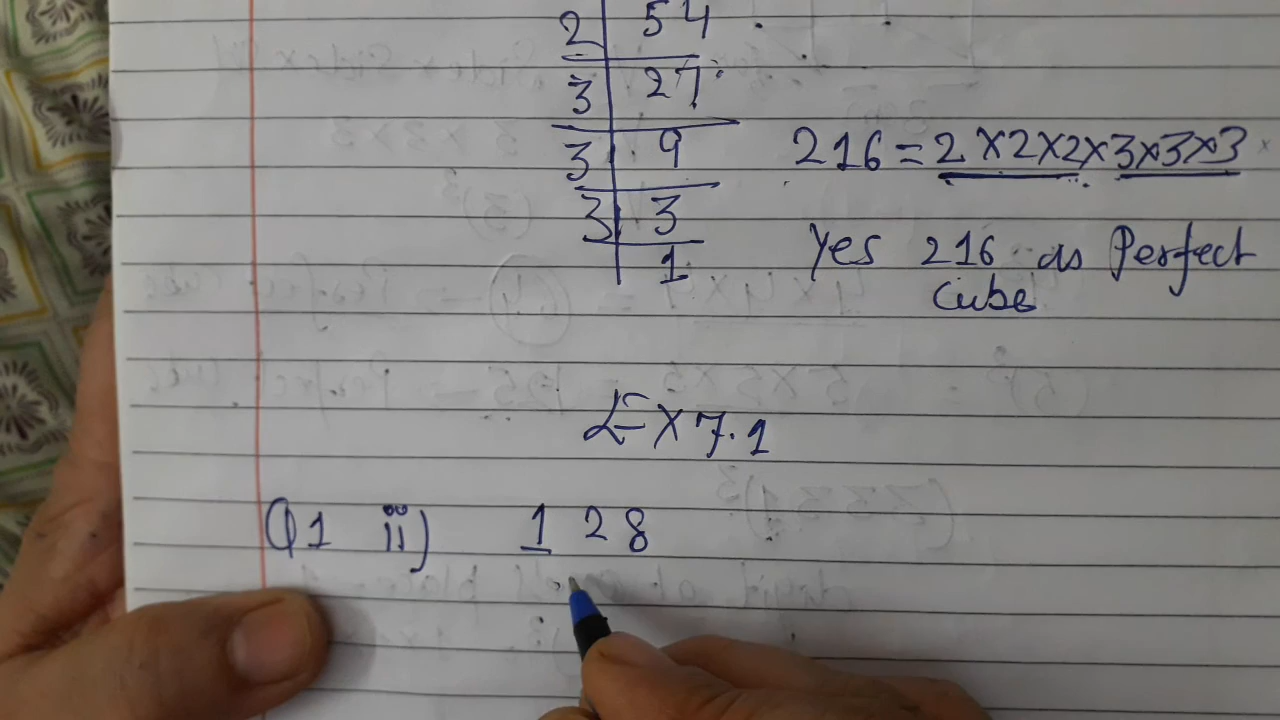 2 | 54
3 | 27
3 | 9
3 | 3
1
216 = 2 × 2 × 2 × 3 × 3 × 3
Yes 216 as Perfect
Cube
Ex 7.1
Q1 ii) 128